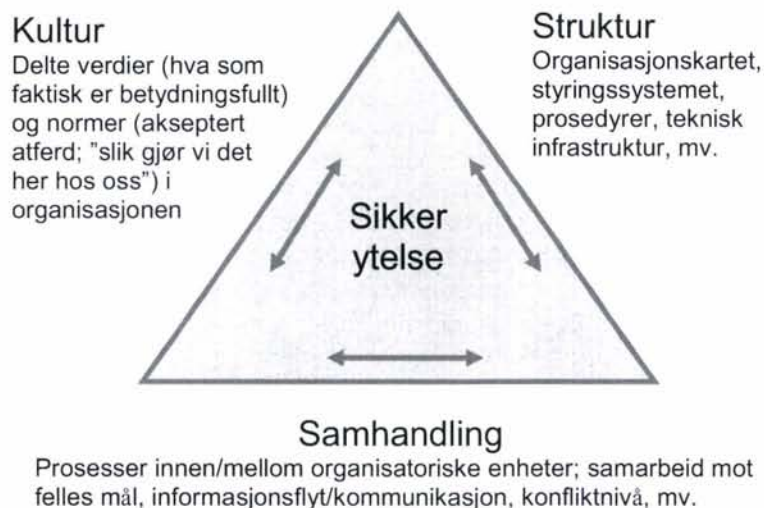 Kultur
Delte verdier (hva som
faktisk er betydningsfullt)
og normer (akseptert
atferd; ”slik gjør vi det
her hos oss”) i
organisasjonen
Struktur
Organisasjonskartet,
styringssystemet,
prosedyrer, teknisk
infrastruktur, mv.
Sikker
ytelse
Samhandling
Prosesser innen/mellom organisatoriske enheter; samarbeid mot
felles mål, informasjonsflyt/kommunikasjon, konfliktnivå, mv.